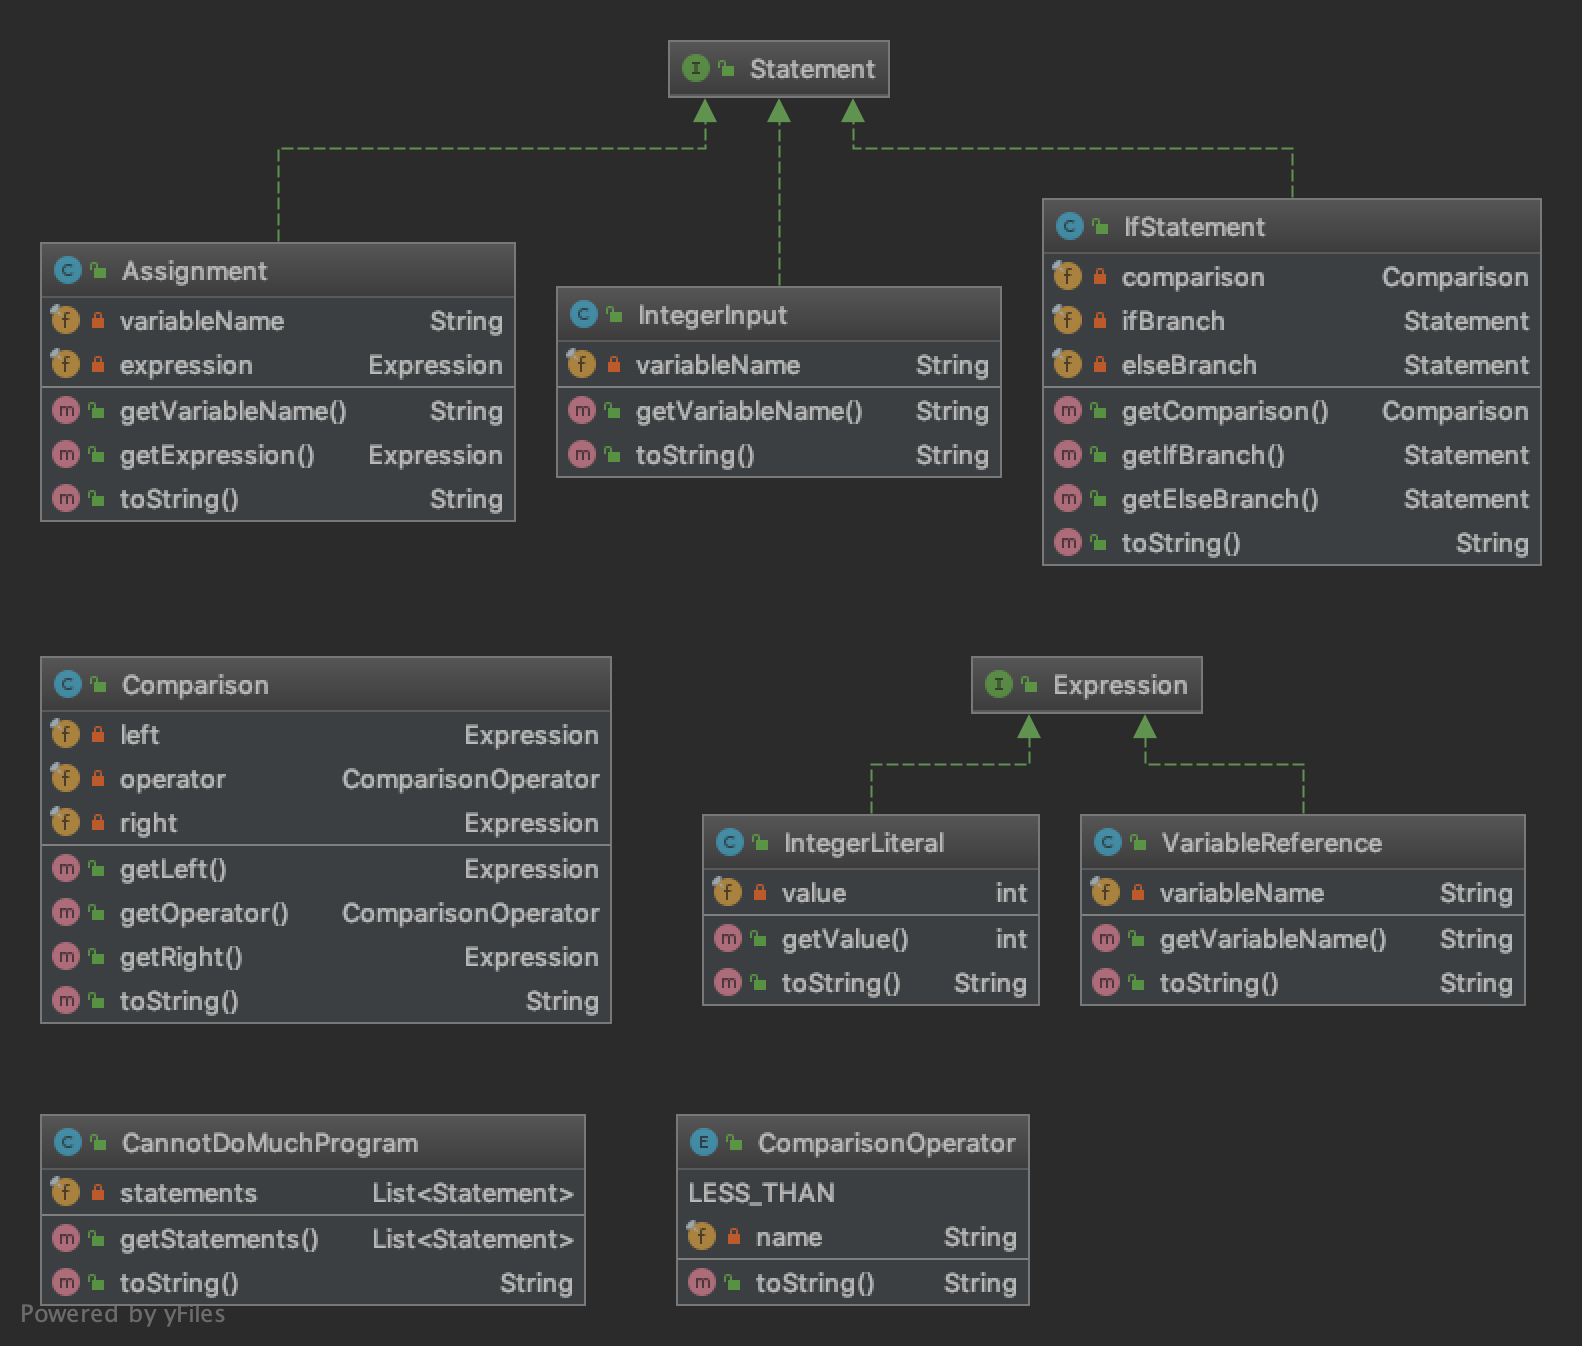 Statement
Assignment
variableName String
expression Expression
getVariableName() String
getExpression() Expression
toString() String
IntegerInput
variableName String
getVariableName() String
toString() String
IfStatement
comparison Comparison
ifBranch Statement
elseBranch Statement
getComparison() Comparison
getIfBranch() Statement
getElseBranch() Statement
toString() String
Comparison
left Expression
operator ComparisonOperator
right Expression
getLeft() Expression
getOperator() ComparisonOperator
getRight() Expression
toString() String
Expression
IntegerLiteral
value int
getValue() int
toString() String
VariableReference
variableName String
getVariableName() String
toString() String
CannotDoMuchProgram
statements List<Statement>
getStatements() List<Statement>
toString() String
ComparisonOperator
LESS_THAN
name String
toString() String
Powered by yFiles